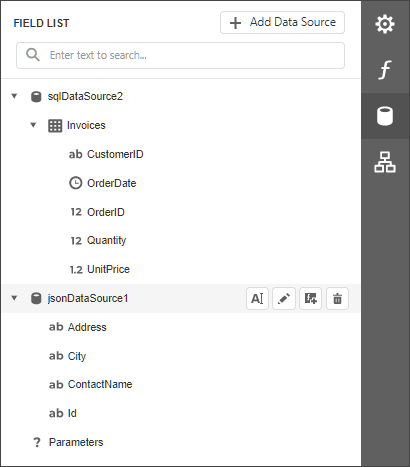 FIELD LIST
+ Add Data Source
Enter text to search...
sqlDataSource2
Invoices
ab CustomerID
OrderDate
12 OrderID
12 Quantity
1.2 UnitPrice
jsonDataSource1
ab Address
ab City
ab ContactName
ab Id
? Parameters